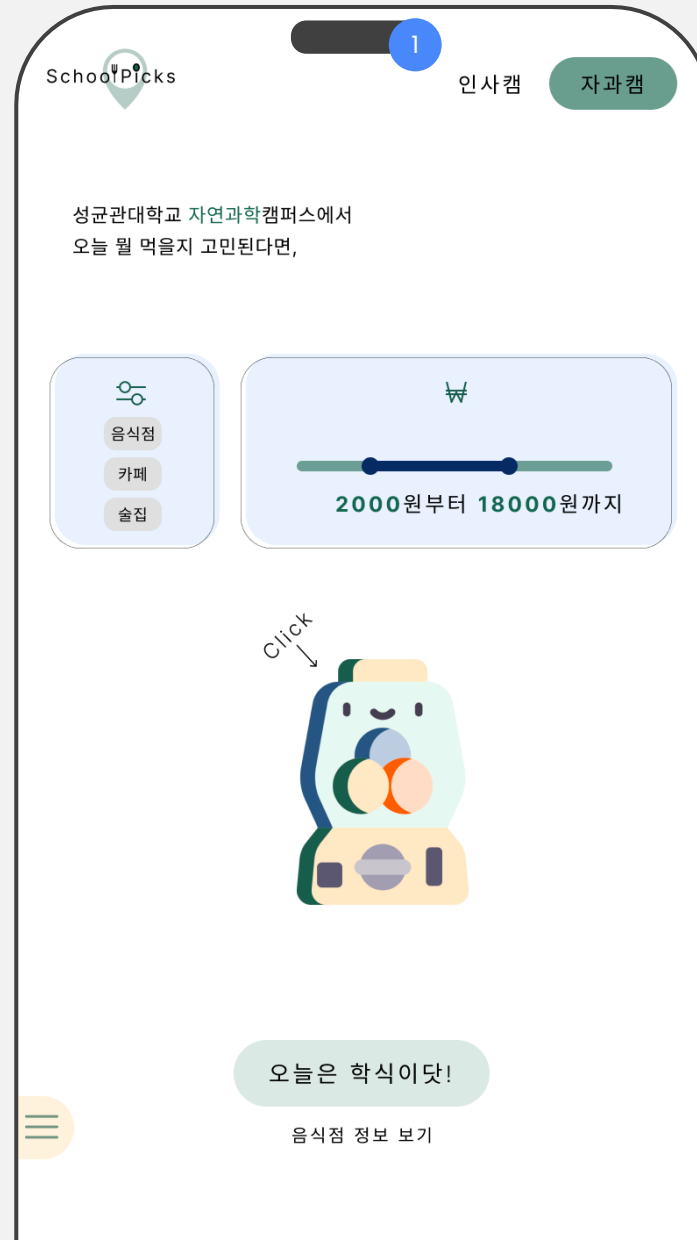 1
SchoolPicks
인사캠 자과캠
성균관대학교 자연과학캠퍼스에서
오늘 뭘 먹을지 고민된다면,
₩
음식점
카페
술집
2000원부터 18000원까지
Click
오늘은 학식이닷!
음식점 정보 보기